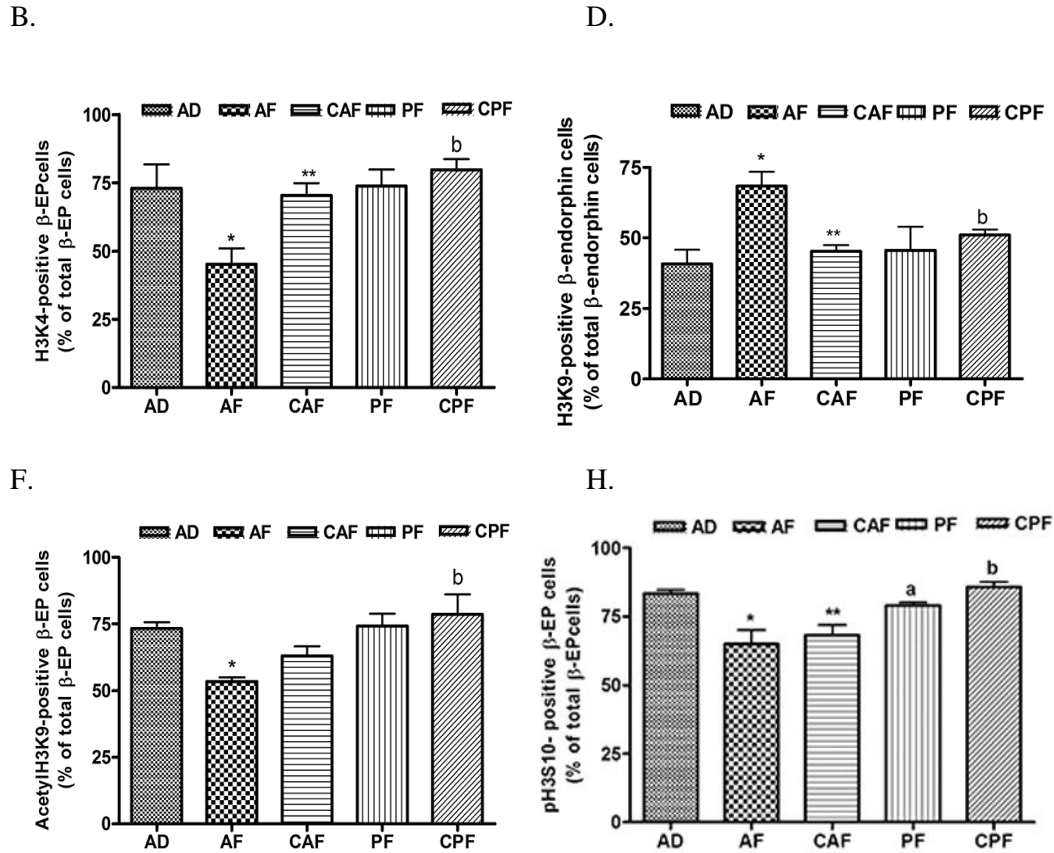 B.
AD AF CAF PF CPF
H3K4-positive β-EPcells
(% of total β-EP cells)
100
75
50
25
0
*
**
b
AD AF CAF PF CPF
D.
AD AF CAF PF CPF
H3K9-positive β-endorphin cells
(% of total β-endorphin cells)
75
50
25
0
*
**
b
AD AF CAF PF CPF
F.
AD AF CAF PF CPF
AcetylH3K9-positive β-EP cells
(% of total β-EP cells)
100
75
50
25
0
*
b
AD AF CAF PF CPF
H.
AD AF CAF PF CPF
pH3S10- positive β-EP cells
(% of total β-EPcells)
100
75
50
25
0
*
**
a
b
AD AF CAF PF CPF